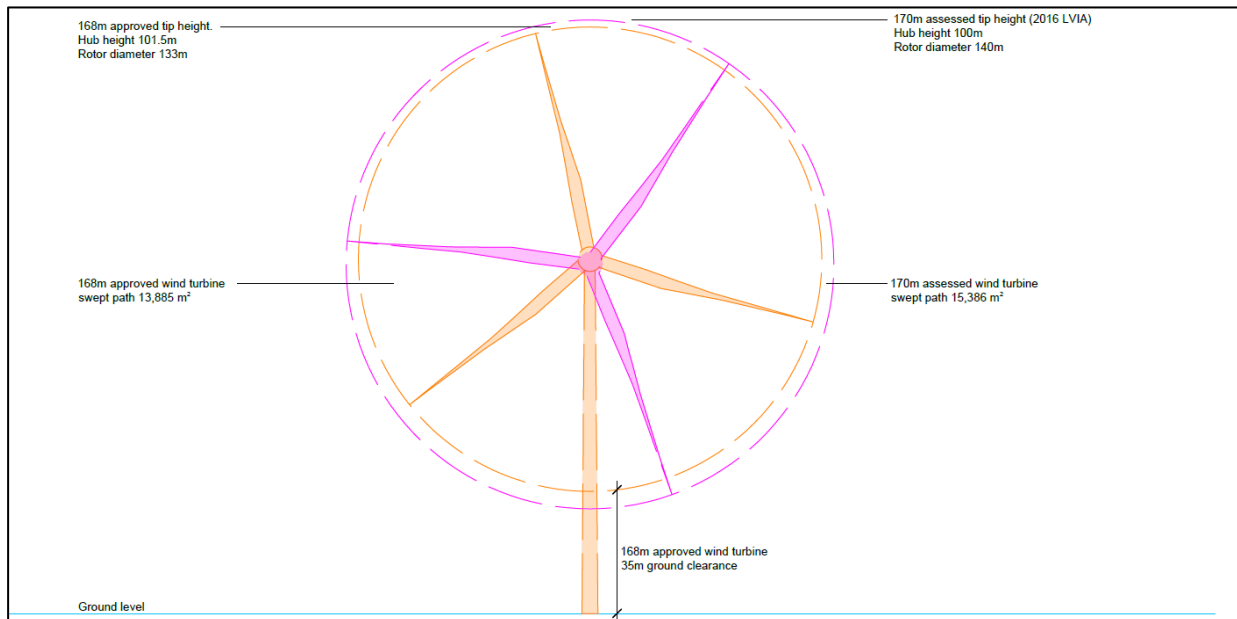 168m approved tip height.
Hub height 101.5m
Rotor diameter 133m
170m assessed tip height (2016 LVIA)
Hub height 100m
Rotor diameter 140m
168m approved wind turbine
swept path 13,885 m²
170m assessed wind turbine
swept path 15,386 m²
168m approved wind turbine
35m ground clearance
Ground level